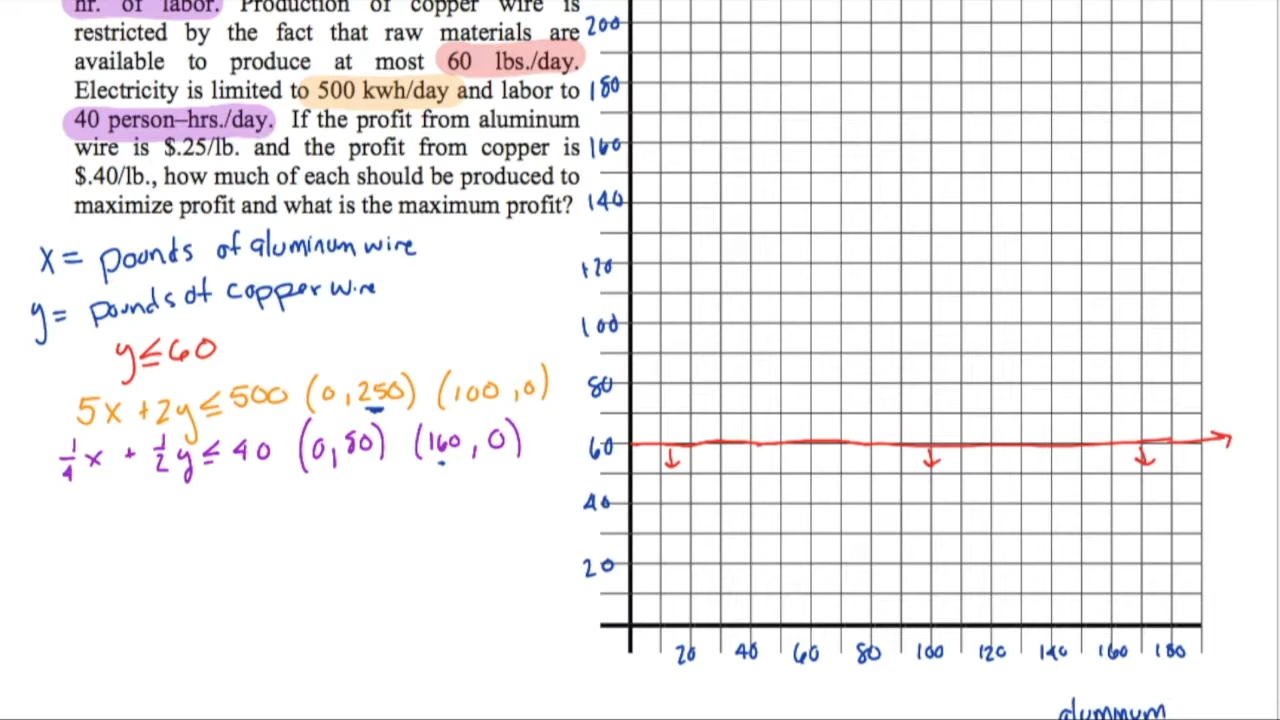 hr. of labor. Production of copper wire is
restricted by the fact that raw materials are
available to produce at most 60 lbs./day.
Electricity is limited to 500 kwh/day and labor to
40 person–hrs./day. If the profit from aluminum
wire is $.25/lb. and the profit from copper is
$.40/lb., how much of each should be produced to
maximize profit and what is the maximum profit?
x = pounds of aluminum wire
y = pounds of copper wire
y ≤ 60
5x + 2y ≤ 500 (0, 250) (100, 0)
1/4 x + 1/2 y ≤ 40 (0, 80) (160, 0)
200
180
160
140
120
100
80
60
40
20
20 40 60 80 100 120 140 160 180
alummum